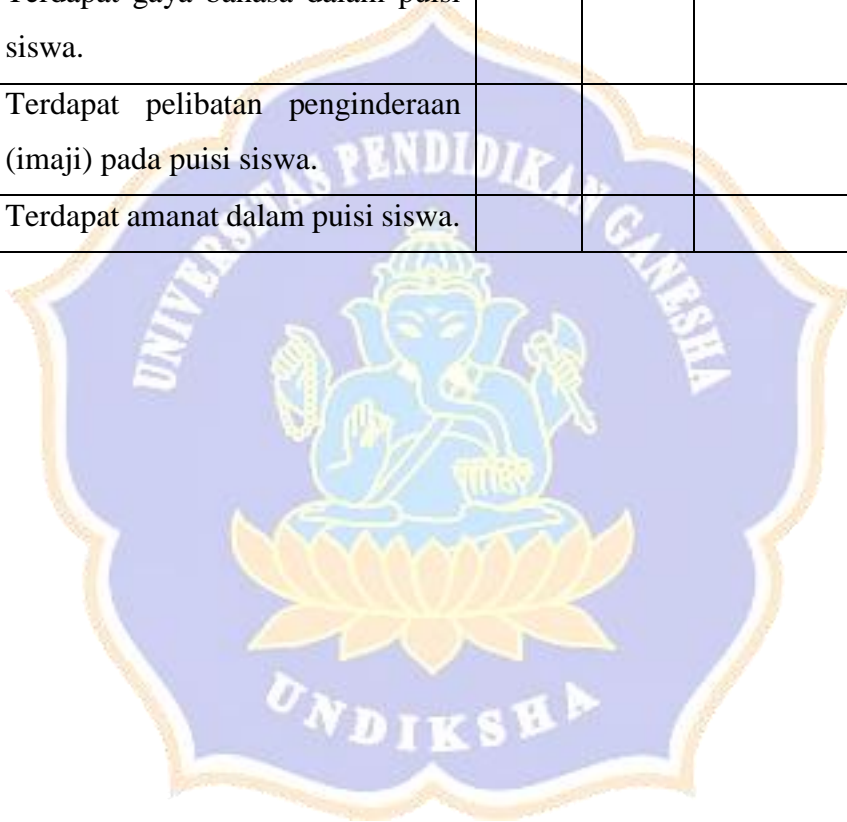 Terdapat gaya bahasa dalam puisi
siswa.
Terdapat pelibatan penginderaan
(imaji) pada puisi siswa.
Terdapat amanat dalam puisi siswa.
UNIVERSITAS PENDIDIKAN GANESHA
UNDIKSHA